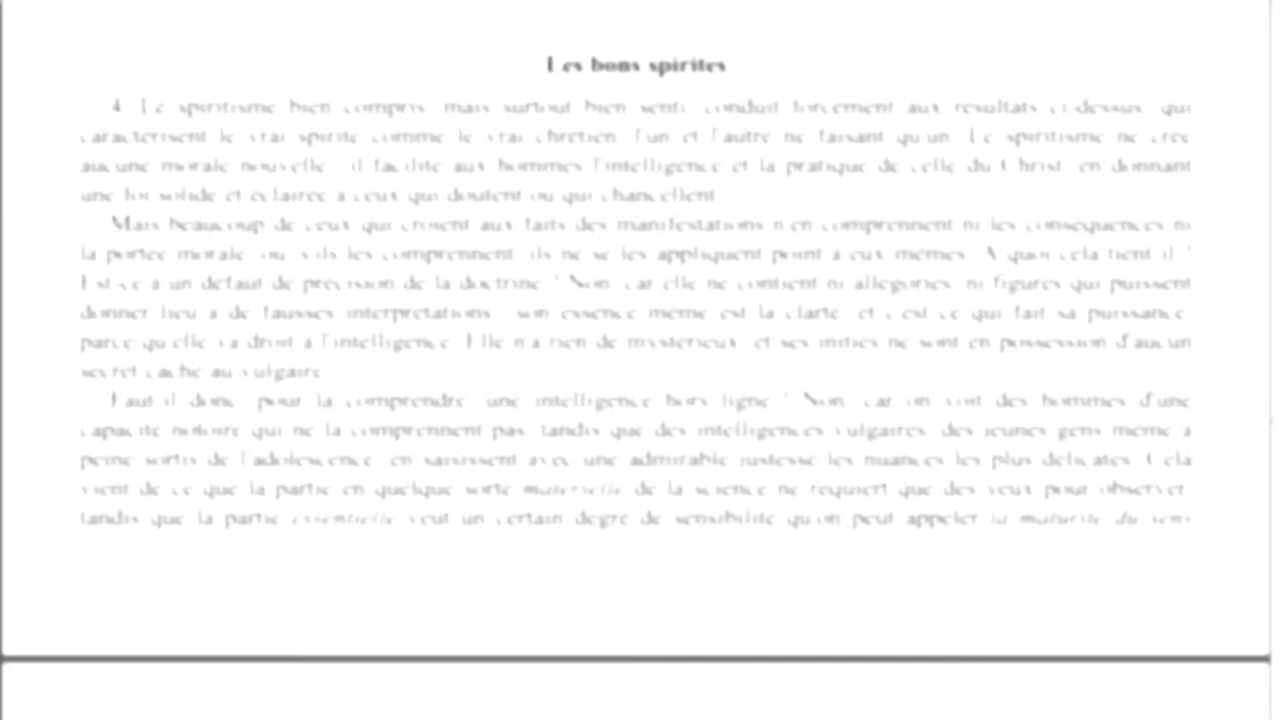 Les bons spirites
4. Le spiritisme bien compris, mais surtout bien senti, conduit forcément aux résultats ci-dessus, qui
caractérisent le vrai spirite comme le vrai chrétien, l'un et l'autre ne faisant qu'un. Le spiritisme ne crée
aucune morale nouvelle ; il facilite aux hommes l'intelligence et la pratique de celle du Christ, en donnant
une foi solide et éclairée à ceux qui doutent ou qui chancellent.
Mais beaucoup de ceux qui croient aux faits des manifestations n'en comprennent ni les conséquences ni
la portée morale, ou, s'ils les comprennent, ils ne se les appliquent point à eux-mêmes. A quoi cela tient-il ?
Est-ce à un défaut de précision de la doctrine ? Non, car elle ne contient ni allégories, ni figures qui puissent
donner lieu à de fausses interprétations ; son essence même est la clarté, et c'est ce qui fait sa puissance,
parce qu'elle va droit à l'intelligence. Elle n'a rien de mystérieux, et ses initiés ne sont en possession d'aucun
secret caché au vulgaire.
Faut-il donc, pour la comprendre, une intelligence hors ligne ? Non, car on voit des hommes d'une
capacité notoire qui ne la comprennent pas, tandis que des intelligences vulgaires, des jeunes gens même à
peine sortis de l'adolescence, en saisissent avec une admirable justesse les nuances les plus délicates. Cela
vient de ce que la partie en quelque sorte matérielle de la science ne requiert que des yeux pour observer,
tandis que la partie essentielle veut un certain degré de sensibilité qu'on peut appeler la maturité du sens